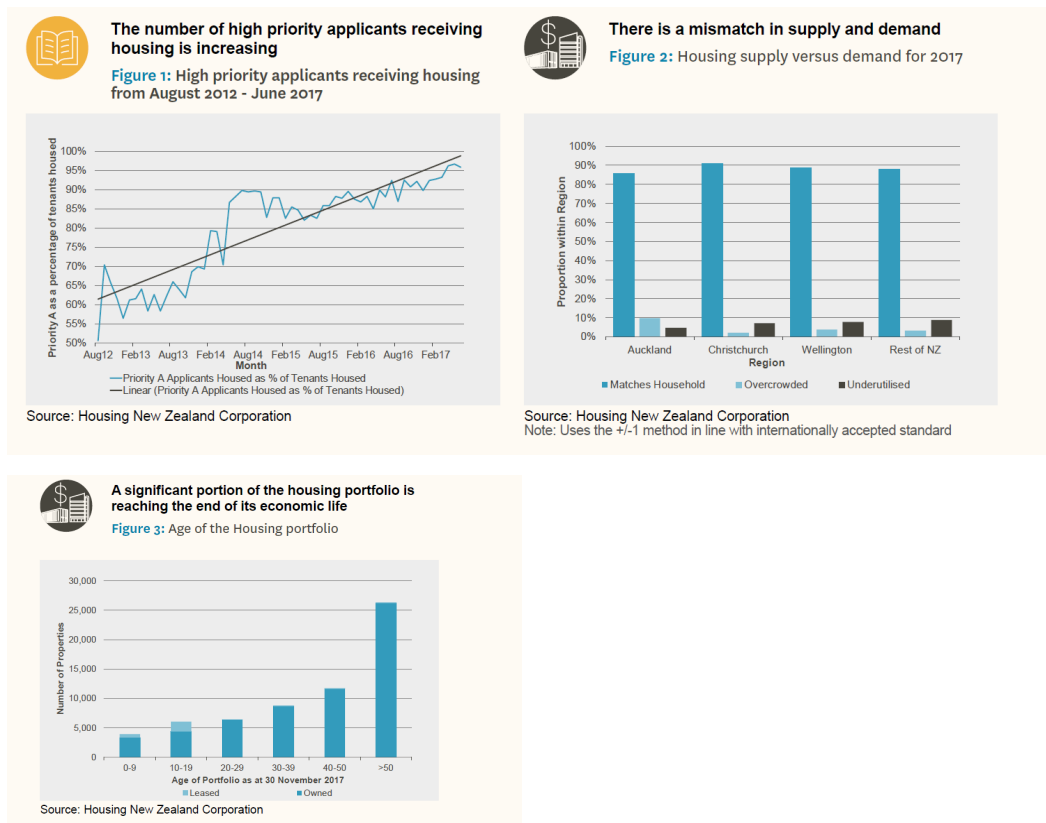 The number of high priority applicants receiving
housing is increasing
Figure 1: High priority applicants receiving housing
from August 2012 - June 2017
Priority A as a percentage of tenants housed
100%
95%
90%
85%
80%
75%
70%
65%
60%
55%
50%
Aug12 Feb13 Aug13 Feb14 Aug14 Feb15 Aug15 Feb16 Aug16 Feb17
Month
Priority A Applicants Housed as % of Tenants Housed
Linear (Priority A Applicants Housed as % of Tenants Housed)
Source: Housing New Zealand Corporation
$
There is a mismatch in supply and demand
Figure 2: Housing supply versus demand for 2017
Proportion within Region
100%
90%
80%
70%
60%
50%
40%
30%
20%
10%
0%
Auckland Christchurch Wellington Rest of NZ
Region
Matches Household Overcrowded Underutilised
Source: Housing New Zealand Corporation
Note: Uses the +/-1 method in line with internationally accepted standard
$
A significant portion of the housing portfolio is
reaching the end of its economic life
Figure 3: Age of the Housing portfolio
Number of Properties
30,000
25,000
20,000
15,000
10,000
5,000
0
0-9 10-19 20-29 30-39 40-50 >50
Age of Portfolio as at 30 November 2017
Leased Owned
Source: Housing New Zealand Corporation